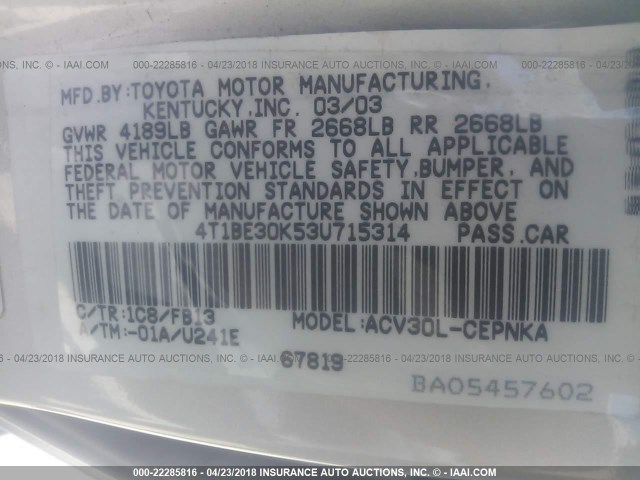 000-22285816 - 04/23/2018 INSURANCE AUTO AUCTIONS, INC. © - IAAI.COM
MFD.BY:TOYOTA MOTOR MANUFACTURING,
KENTUCKY,INC. 03/03
GVWR 4189LB GAWR FR 2668LB RR 2668LB
THIS VEHICLE CONFORMS TO ALL APPLICABLE
FEDERAL MOTOR VEHICLE SAFETY,BUMPER, AND
THEFT PREVENTION STANDARDS IN EFFECT ON
THE DATE OF MANUFACTURE SHOWN ABOVE
4T1BE30K53U715314 PASS.CAR
C/TR:1C8/FB13 MODEL:ACV30L-CEPNKA
A/TM:-01A/U241E
67819
BA05457602
000-22285816 - 04/23/2018 INSURANCE AUTO AUCTIONS, INC. © - IAAI.COM